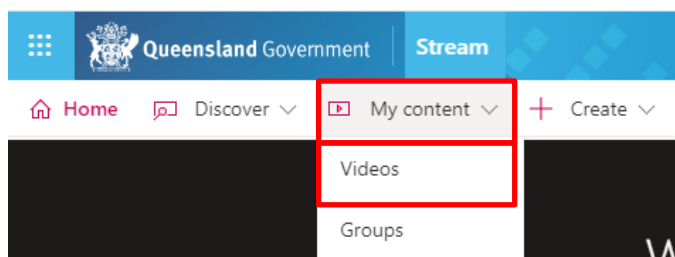 Queensland Government Stream
Home Discover My content Create
Videos
Groups